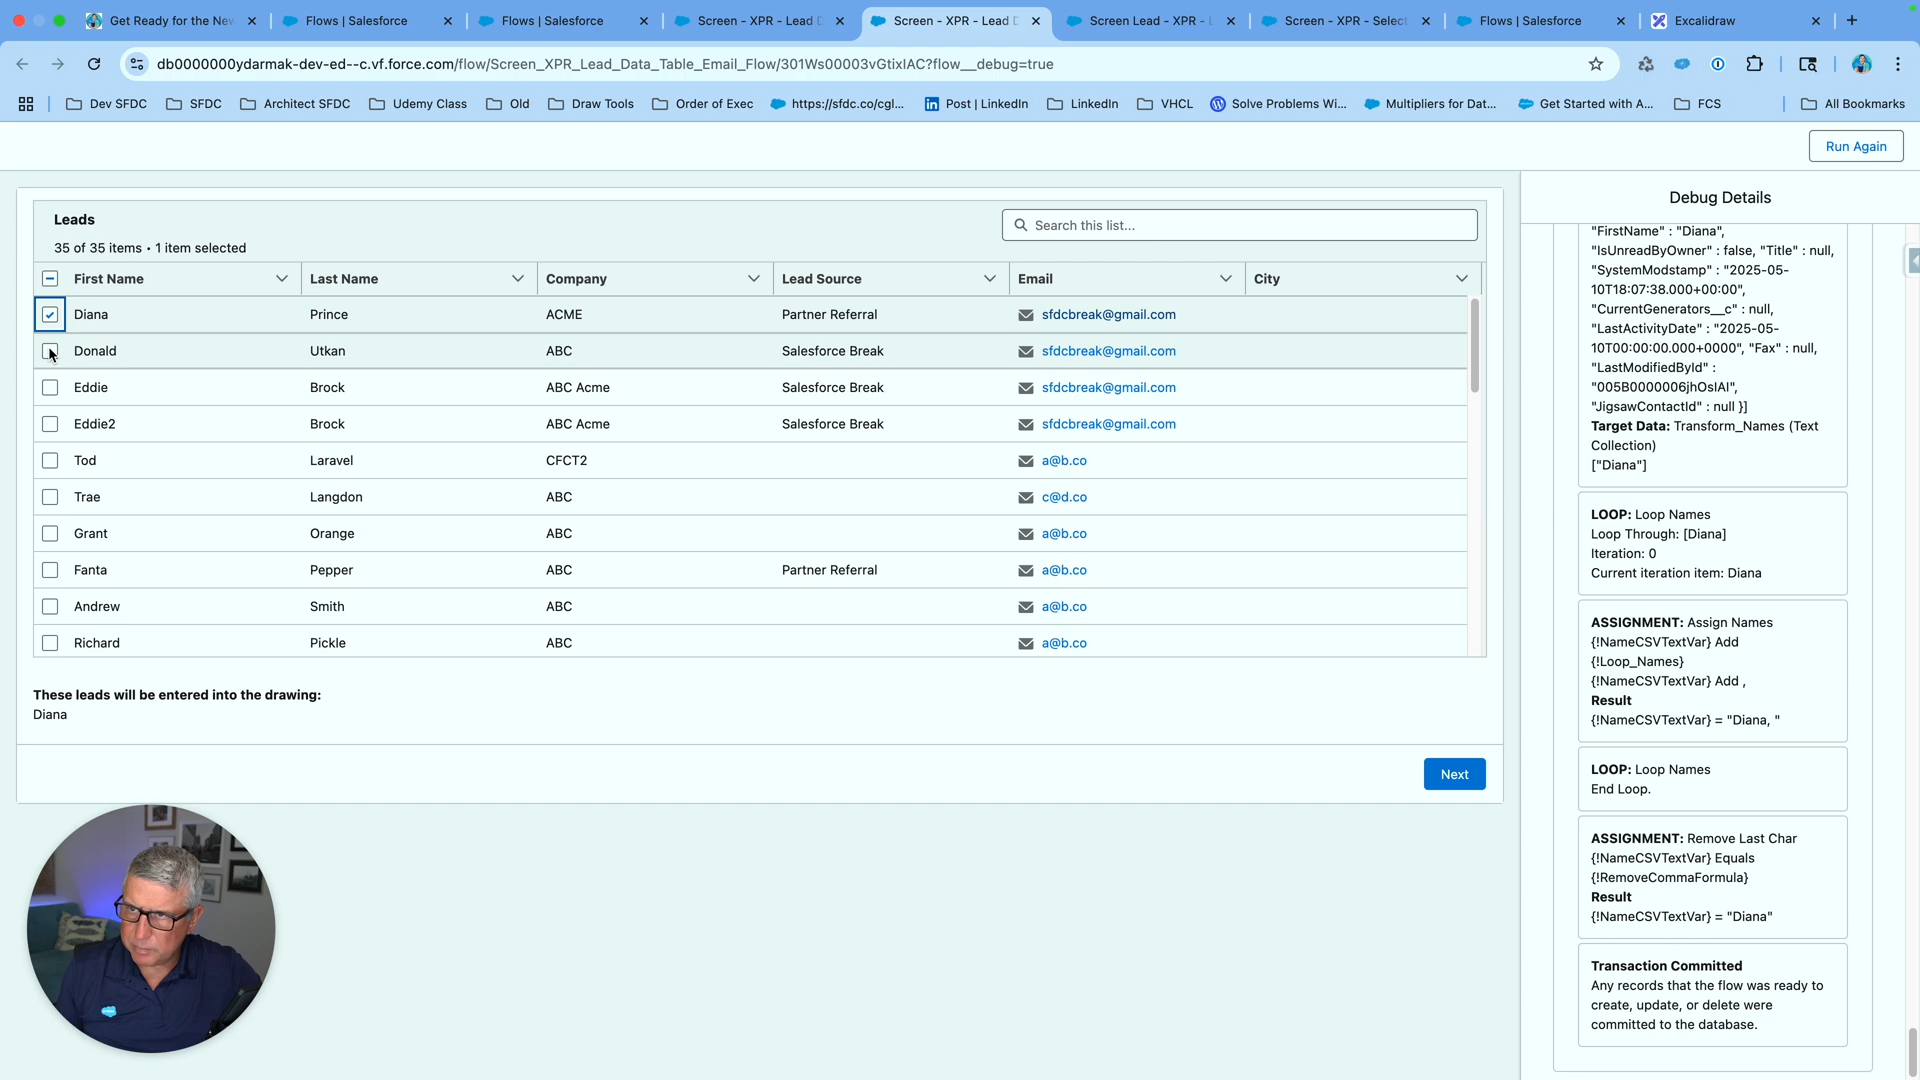 Get Ready for the Nev
Flows | Salesforce
Flows | Salesforce
Screen - XPR - Lead D
Screen - XPR - Lead D
Screen Lead - XPR - L
Screen - XPR - Select
Flows | Salesforce
Excalidraw
db0000000ydarmak-dev-ed--c.vf.force.com/flow/Screen_XPR_Lead_Data_Table_Email_Flow/301Ws00003vGtixIAC?flow__debug=true
Dev SFDC
SFDC
Architect SFDC
Udemy Class
Old
Draw Tools
Order of Exec
https://sfdc.co/cgl...
Post | LinkedIn
LinkedIn
VHCL
Solve Problems Wi...
Multipliers for Dat...
Get Started with A...
FCS
All Bookmarks
Run Again
Leads
35 of 35 items • 1 item selected
Search this list...
First Name Last Name Company Lead Source Email City
Diana Prince ACME Partner Referral sfdcbreak@gmail.com
Donald Utkan ABC Salesforce Break sfdcbreak@gmail.com
Eddie Brock ABC Acme Salesforce Break sfdcbreak@gmail.com
Eddie2 Brock ABC Acme Salesforce Break sfdcbreak@gmail.com
Tod Laravel CFCT2 a@b.co
Trae Langdon ABC c@d.co
Grant Orange ABC a@b.co
Fanta Pepper ABC Partner Referral a@b.co
Andrew Smith ABC a@b.co
Richard Pickle ABC a@b.co
These leads will be entered into the drawing:
Diana
Next
Debug Details
"FirstName" : "Diana",
"IsUnreadByOwner" : false, "Title" : null,
"SystemModstamp" : "2025-05-
10T18:07:38.000+00:00",
"CurrentGenerators__c" : null,
"LastActivityDate" : "2025-05-
10T00:00:00.000+0000", "Fax" : null,
"LastModifiedById" :
"005B0000006jhOsIAI",
"JigsawContactId" : null }]
Target Data: Transform_Names (Text
Collection)
["Diana"]
LOOP: Loop Names
Loop Through: [Diana]
Iteration: 0
Current iteration item: Diana
ASSIGNMENT: Assign Names
{!NameCSVTextVar} Add
{!Loop_Names}
{!NameCSVTextVar} Add ,
Result
{!NameCSVTextVar} = "Diana, "
LOOP: Loop Names
End Loop.
ASSIGNMENT: Remove Last Char
{!NameCSVTextVar} Equals
{!RemoveCommaFormula}
Result
{!NameCSVTextVar} = "Diana"
Transaction Committed
Any records that the flow was ready to
create, update, or delete were
committed to the database.